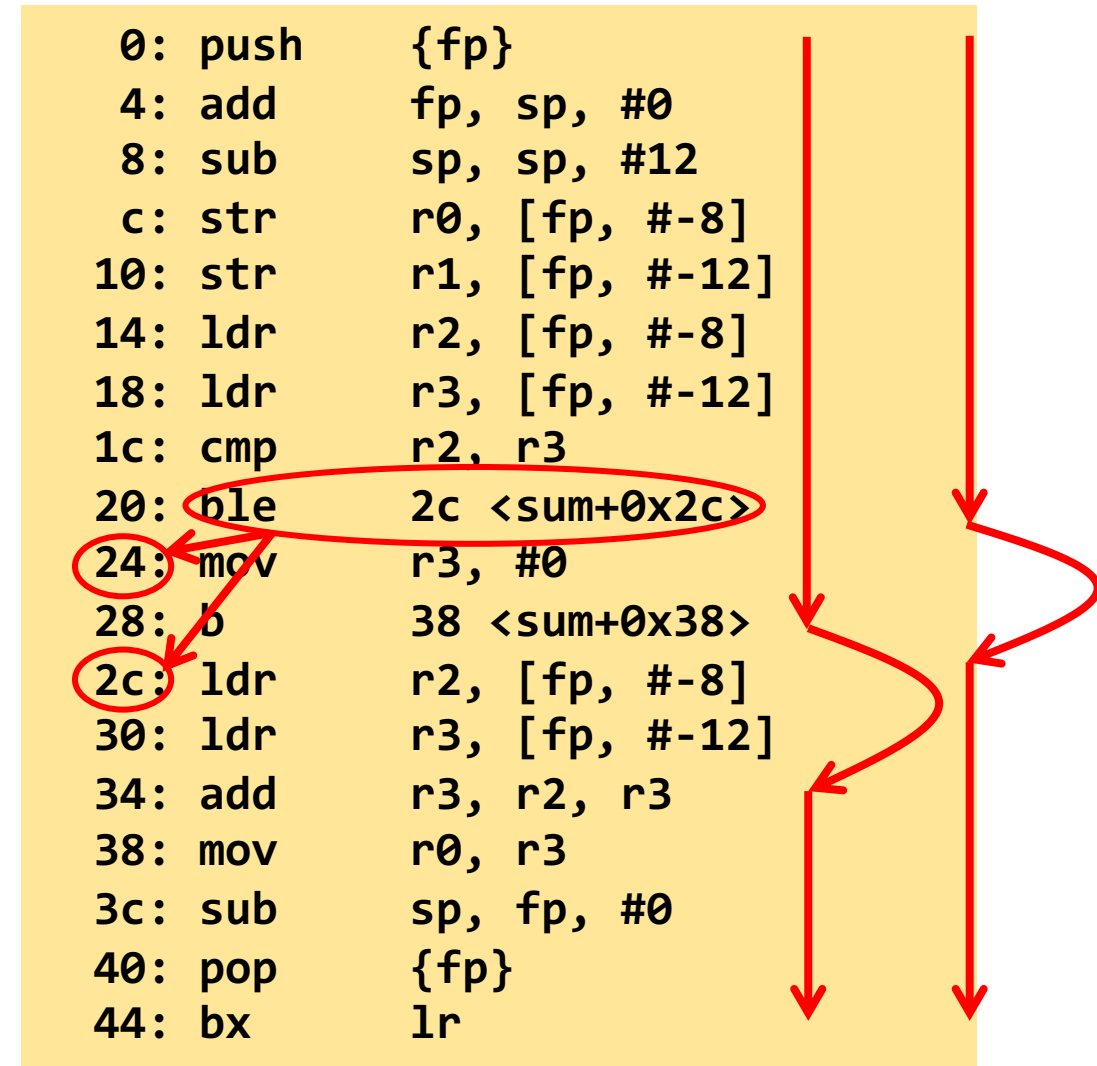 0: push {fp}
4: add fp, sp, #0
8: sub sp, sp, #12
c: str r0, [fp, #-8]
10: str r1, [fp, #-12]
14: ldr r2, [fp, #-8]
18: ldr r3, [fp, #-12]
1c: cmp r2, r3
20: ble 2c <sum+0x2c>
24: mov r3, #0
28: b 38 <sum+0x38>
2c: ldr r2, [fp, #-8]
30: ldr r3, [fp, #-12]
34: add r3, r2, r3
38: mov r0, r3
3c: sub sp, fp, #0
40: pop {fp}
44: bx lr